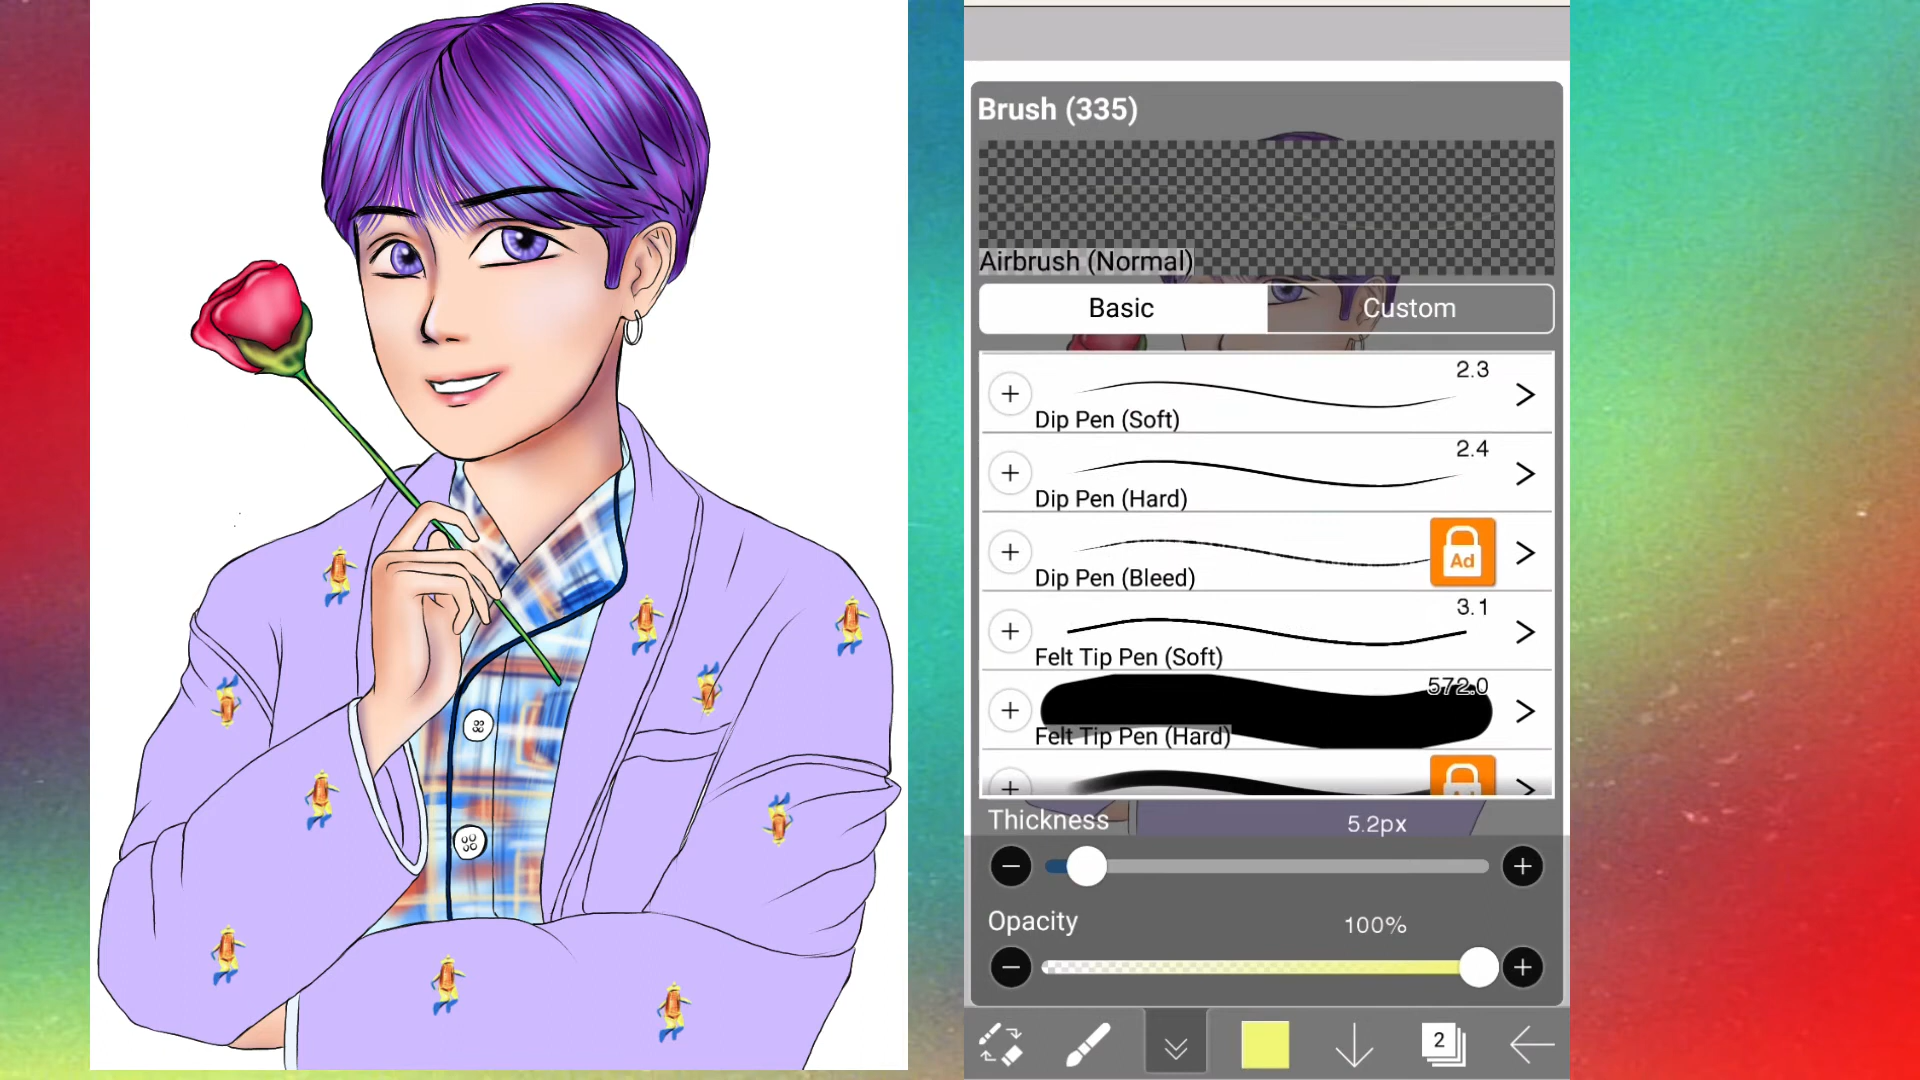 Brush (335)
Airbrush (Normal)
Basic
Custom
2.3
Dip Pen (Soft)
2.4
Dip Pen (Hard)
Ad
Dip Pen (Bleed)
3.1
Felt Tip Pen (Soft)
572.0
Felt Tip Pen (Hard)
Thickness
5.2px
Opacity
100%
2